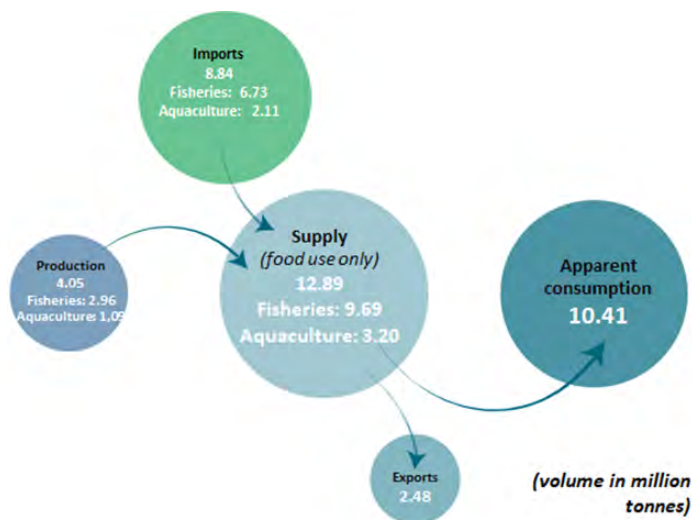 Imports
8.84
Fisheries: 6.73
Aquaculture: 2.11
Production
4.05
Fisheries: 2.96
Aquaculture: 1,09
Supply
(food use only)
12.89
Fisheries: 9.69
Aquaculture: 3.20
Apparent
consumption
10.41
Exports
2.48
(volume in million
tonnes)